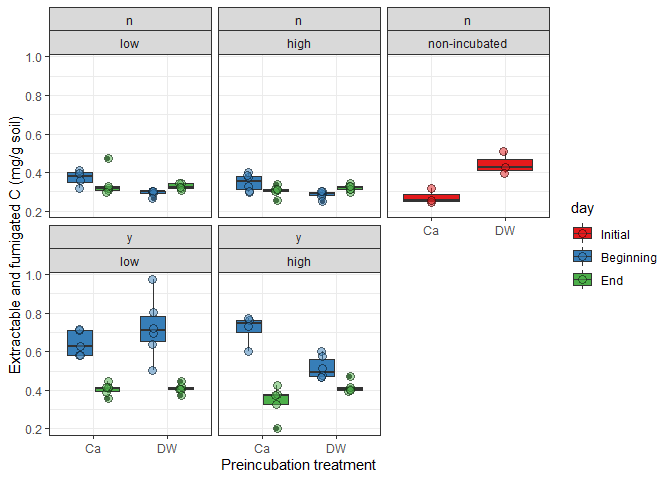 n n n
low high non-incubated
1.0
0.8
0.6
0.4
0.2
Ca DW
y y
low high
1.0
0.8
0.6
0.4
0.2
Ca DW Ca DW
Preincubation treatment
Extractable and fumigated C (mg/g soil)
day
Initial
Beginning
End